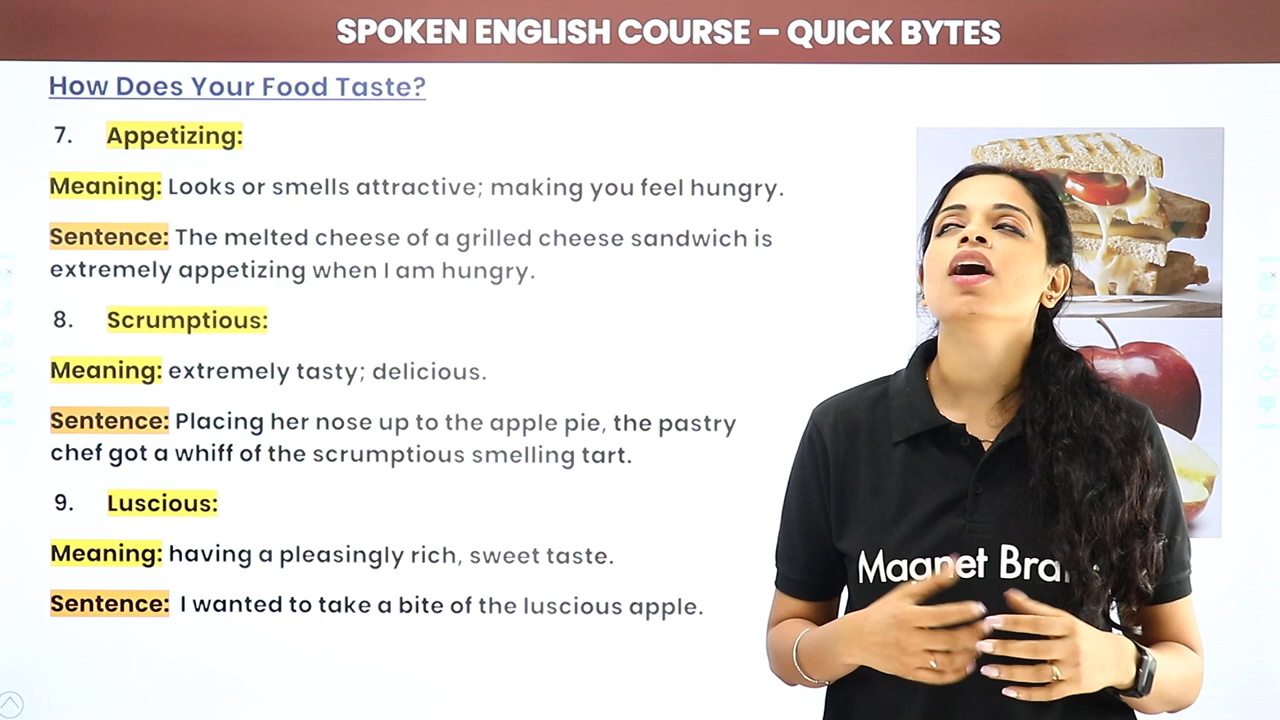 SPOKEN ENGLISH COURSE – QUICK BYTES
How Does Your Food Taste?
7. Appetizing:
Meaning: Looks or smells attractive; making you feel hungry.
Sentence: The melted cheese of a grilled cheese sandwich is
extremely appetizing when I am hungry.
8. Scrumptious:
Meaning: extremely tasty; delicious.
Sentence: Placing her nose up to the apple pie, the pastry
chef got a whiff of the scrumptious smelling tart.
9. Luscious:
Meaning: having a pleasingly rich, sweet taste.
Sentence: I wanted to take a bite of the luscious apple.
Magnet Bra